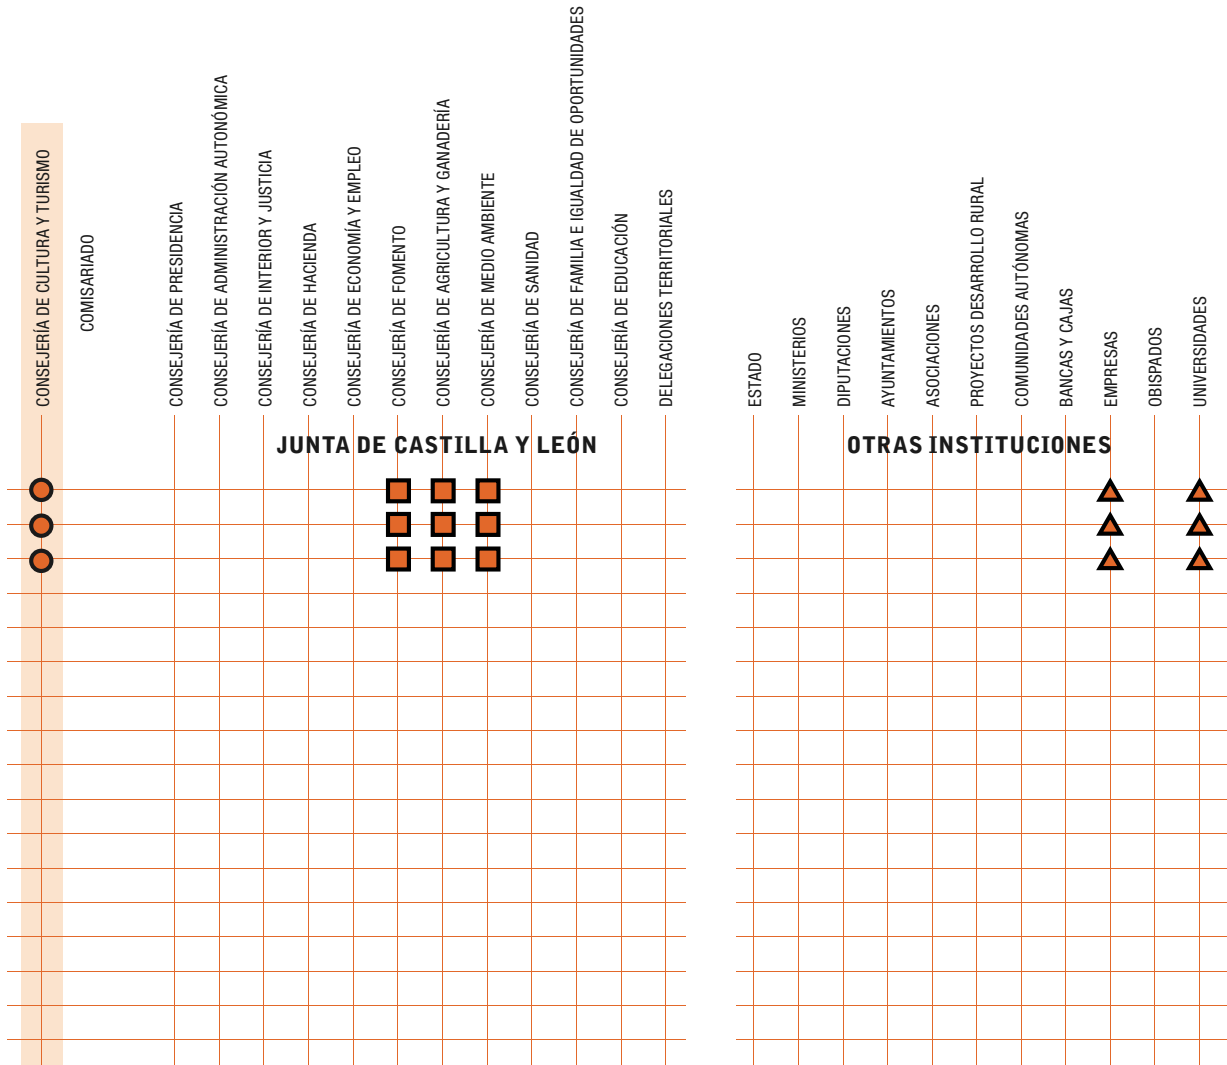 CONSEJERÍA DE CULTURA Y TURISMO
COMISARIADO
CONSEJERÍA DE PRESIDENCIA
CONSEJERÍA DE ADMINISTRACIÓN AUTONÓMICA
CONSEJERÍA DE INTERIOR Y JUSTICIA
CONSEJERÍA DE HACIENDA
CONSEJERÍA DE ECONOMÍA Y EMPLEO
CONSEJERÍA DE FOMENTO
CONSEJERÍA DE AGRICULTURA Y GANADERÍA
CONSEJERÍA DE MEDIO AMBIENTE
CONSEJERÍA DE SANIDAD
CONSEJERÍA DE FAMILIA E IGUALDAD DE OPORTUNIDADES
CONSEJERÍA DE EDUCACIÓN
DELEGACIONES TERRITORIALES
ESTADO
MINISTERIOS
DIPUTACIONES
AYUNTAMIENTOS
ASOCIACIONES
PROYECTOS DESARROLLO RURAL
COMUNIDADES AUTÓNOMAS
BANCAS Y CAJAS
EMPRESAS
OBISPADOS
UNIVERSIDADES
JUNTA DE CASTILLA Y LEÓN
OTRAS INSTITUCIONES